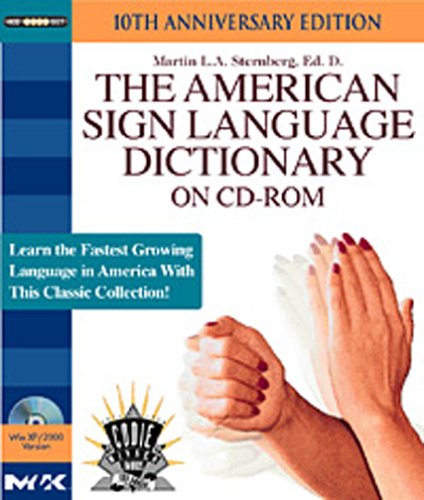 10TH ANNIVERSARY EDITION
Martin L.A. Sternberg, Ed. D.
THE AMERICAN
SIGN LANGUAGE
DICTIONARY
ON CD-ROM
Learn the Fastest Growing
Language in America With
This Classic Collection!
Win XP/2000
Version
CODIE